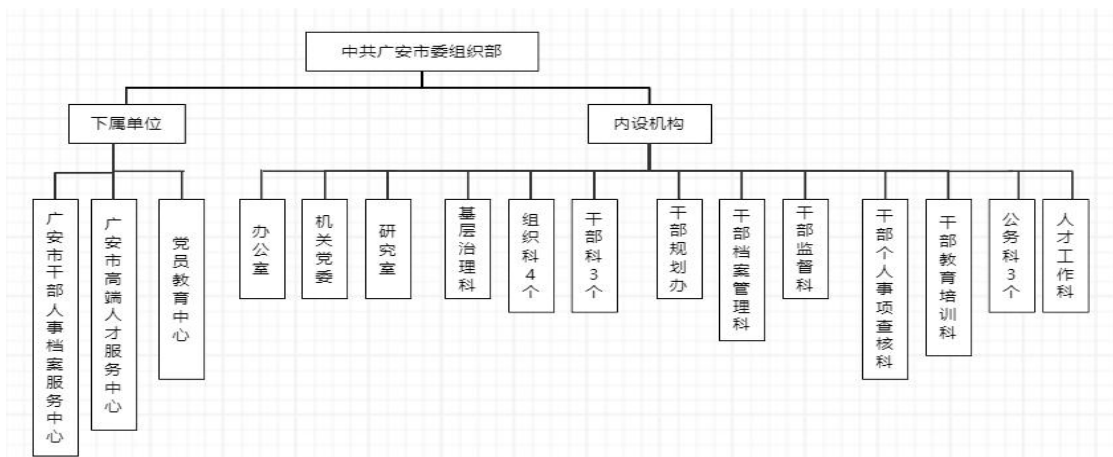 中共广安市委组织部
下属单位
内设机构
广安市干部人事档案服务中心
广安市高端人才服务中心
党员教育中心
办公室
机关党委
研究室
基层治理科
组织科4个
干部科3个
干部规划办
干部档案管理科
干部监督科
干部个人事项查核科
干部教育培训科
公务科3个
人才工作科